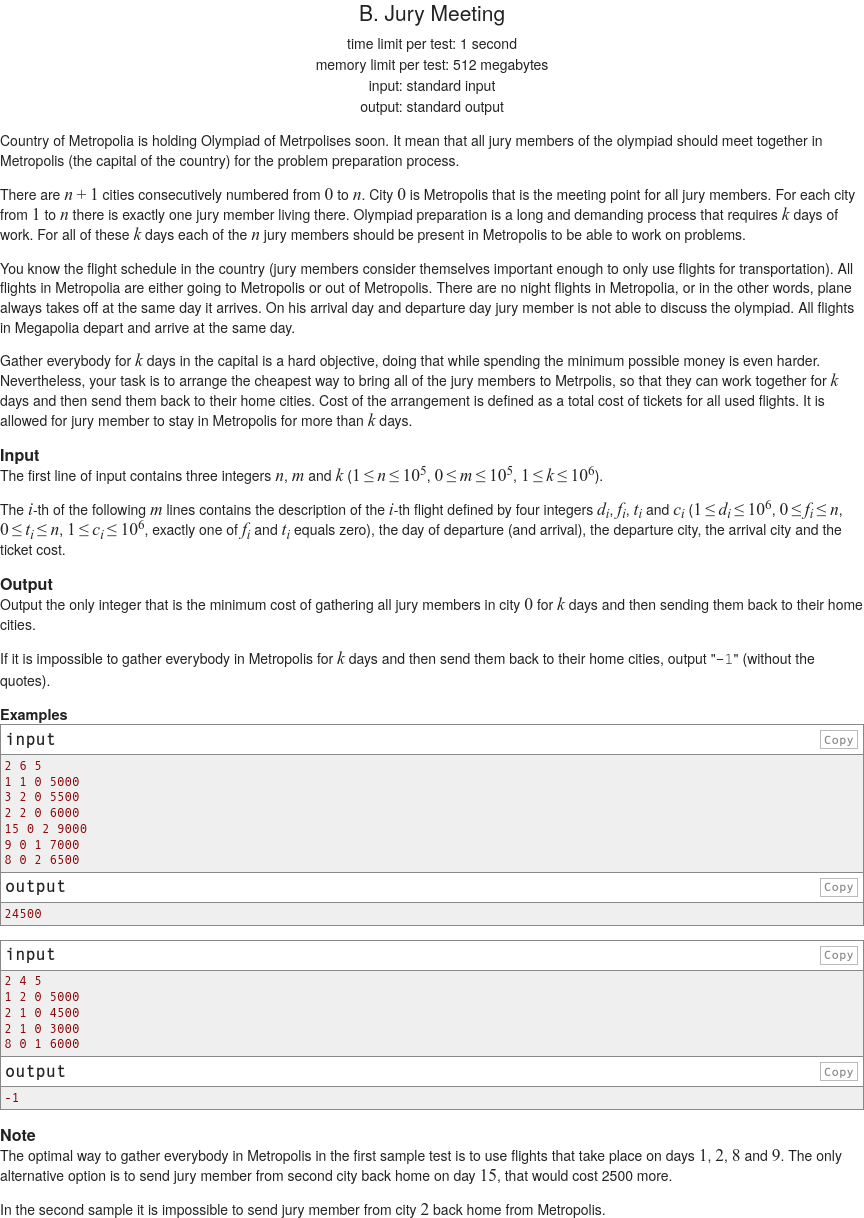 B. Jury Meeting
time limit per test: 1 second
memory limit per test: 512 megabytes
input: standard input
output: standard output
Country of Metropolia is holding Olympiad of Metrpolises soon. It mean that all jury members of the olympiad should meet together in
Metropolis (the capital of the country) for the problem preparation process.
There are n + 1 cities consecutively numbered from 0 to n. City 0 is Metropolis that is the meeting point for all jury members. For each city
from 1 to n there is exactly one jury member living there. Olympiad preparation is a long and demanding process that requires k days of
work. For all of these k days each of the n jury members should be present in Metropolis to be able to work on problems.
You know the flight schedule in the country (jury members consider themselves important enough to only use flights for transportation). All
flights in Metropolia are either going to Metropolis or out of Metropolis. There are no night flights in Metropolia, or in the other words, plane
always takes off at the same day it arrives. On his arrival day and departure day jury member is not able to discuss the olympiad. All flights
in Megapolia depart and arrive at the same day.
Gather everybody for k days in the capital is a hard objective, doing that while spending the minimum possible money is even harder.
Nevertheless, your task is to arrange the cheapest way to bring all of the jury members to Metrpolis, so that they can work together for k
days and then send them back to their home cities. Cost of the arrangement is defined as a total cost of tickets for all used flights. It is
allowed for jury member to stay in Metropolis for more than k days.
Input
The first line of input contains three integers n, m and k (1 ≤ n ≤ 10^5, 0 ≤ m ≤ 10^5, 1 ≤ k ≤ 10^6).
The i-th of the following m lines contains the description of the i-th flight defined by four integers d_i, f_i, t_i and c_i (1 ≤ d_i ≤ 10^6, 0 ≤ f_i ≤ n,
0 ≤ t_i ≤ n, 1 ≤ c_i ≤ 10^6, exactly one of f_i and t_i equals zero), the day of departure (and arrival), the departure city, the arrival city and the
ticket cost.
Output
Output the only integer that is the minimum cost of gathering all jury members in city 0 for k days and then sending them back to their home
cities.
If it is impossible to gather everybody in Metropolis for k days and then send them back to their home cities, output "-1" (without the
quotes).
Examples
input Copy
2 6 5
1 1 0 5000
3 2 0 5500
2 2 0 6000
15 0 2 9000
9 0 1 7000
8 0 2 6500
output Copy
24500
input Copy
2 4 5
1 2 0 5000
2 1 0 4500
2 1 0 3000
8 0 1 6000
output Copy
-1
Note
The optimal way to gather everybody in Metropolis in the first sample test is to use flights that take place on days 1, 2, 8 and 9. The only
alternative option is to send jury member from second city back home on day 15, that would cost 2500 more.
In the second sample it is impossible to send jury member from city 2 back home from Metropolis.